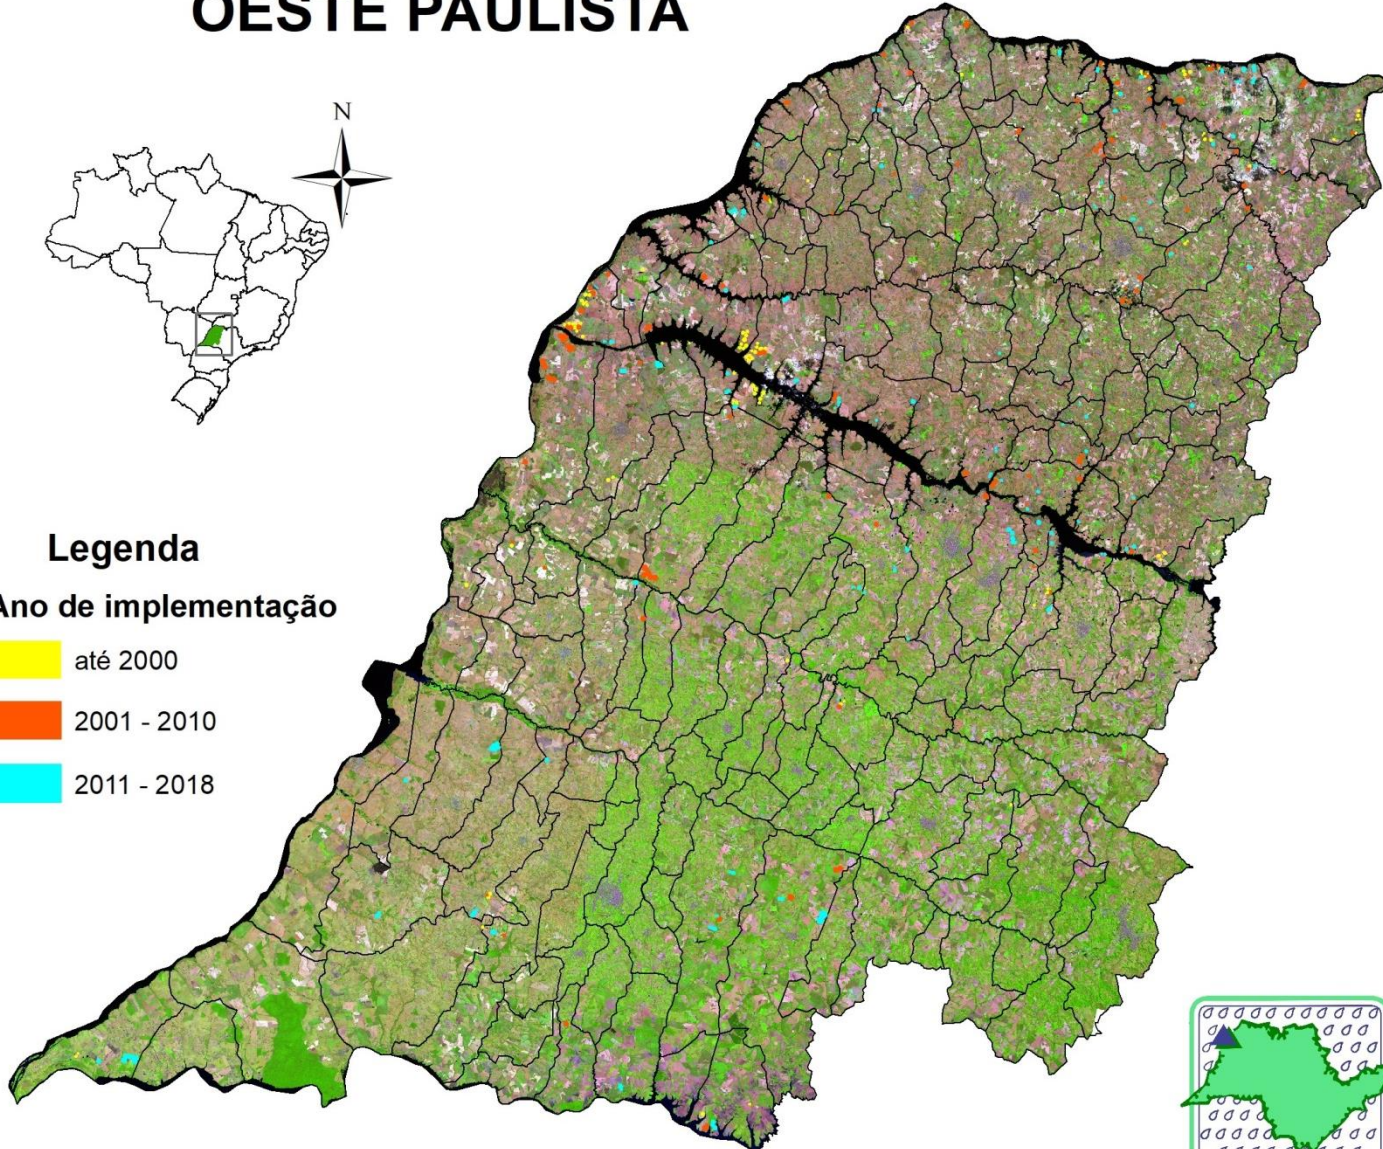 OESTE PAULISTA
N
Legenda
Ano de implementação
até 2000
2001 - 2010
2011 - 2018